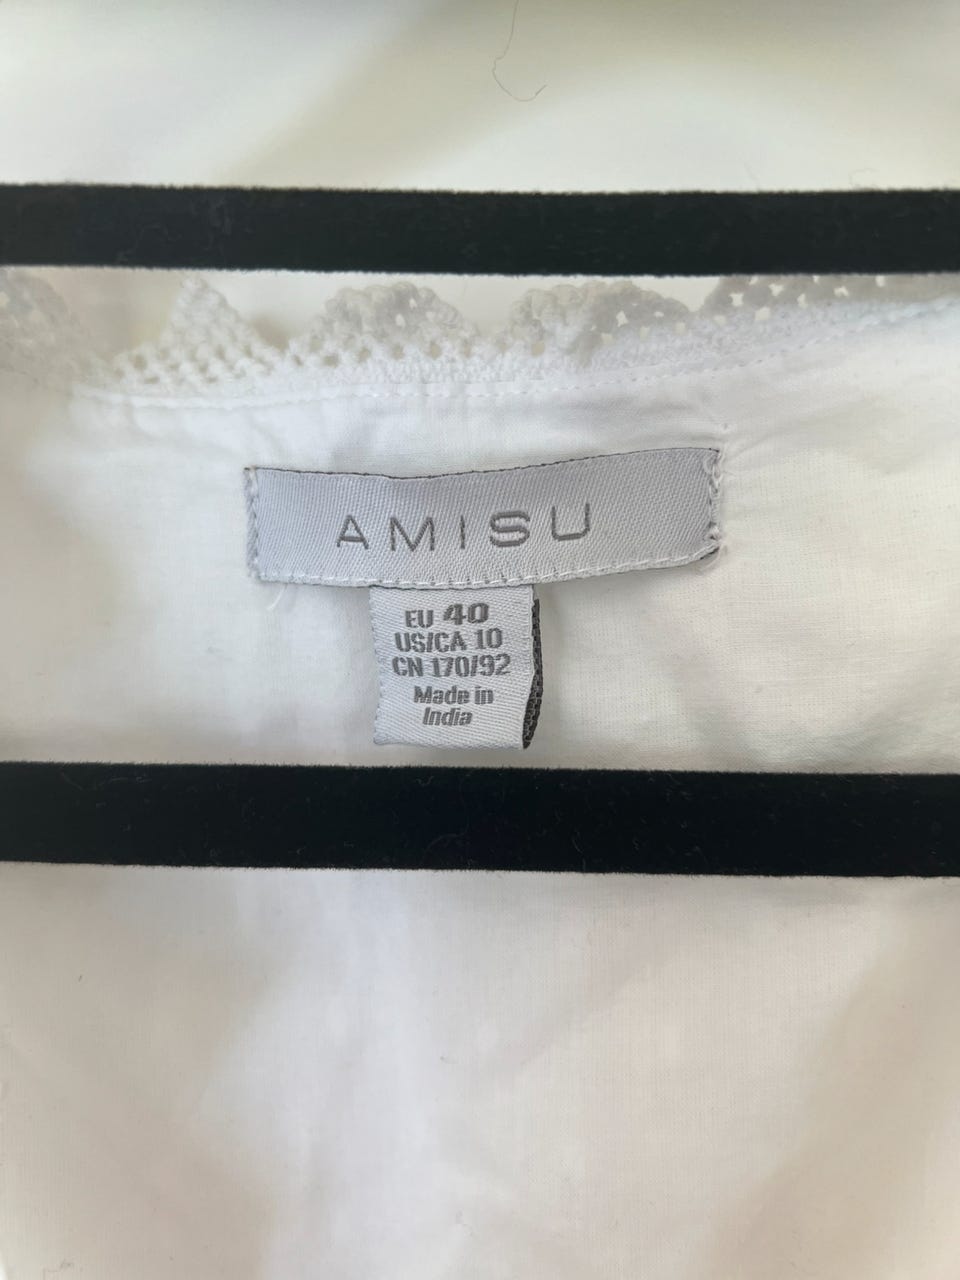 AMISU
EU 40
US/CA 10
CN 170/92
Made in
India